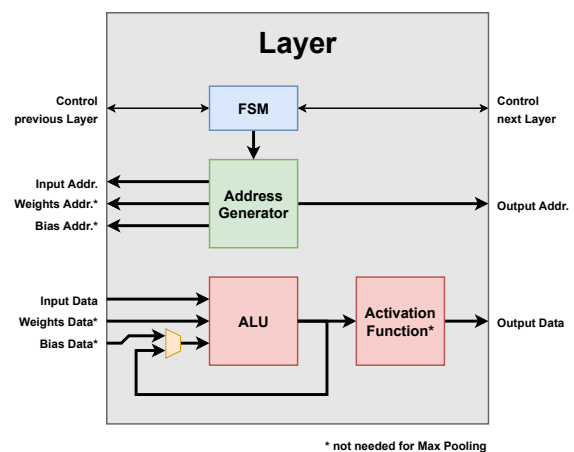 Layer
Control
previous Layer
FSM
Control
next Layer
Input Addr.
Weights Addr.*
Bias Addr.*
Address
Generator
Output Addr.
Input Data
Weights Data*
Bias Data*
ALU
Activation
Function*
Output Data
* not needed for Max Pooling